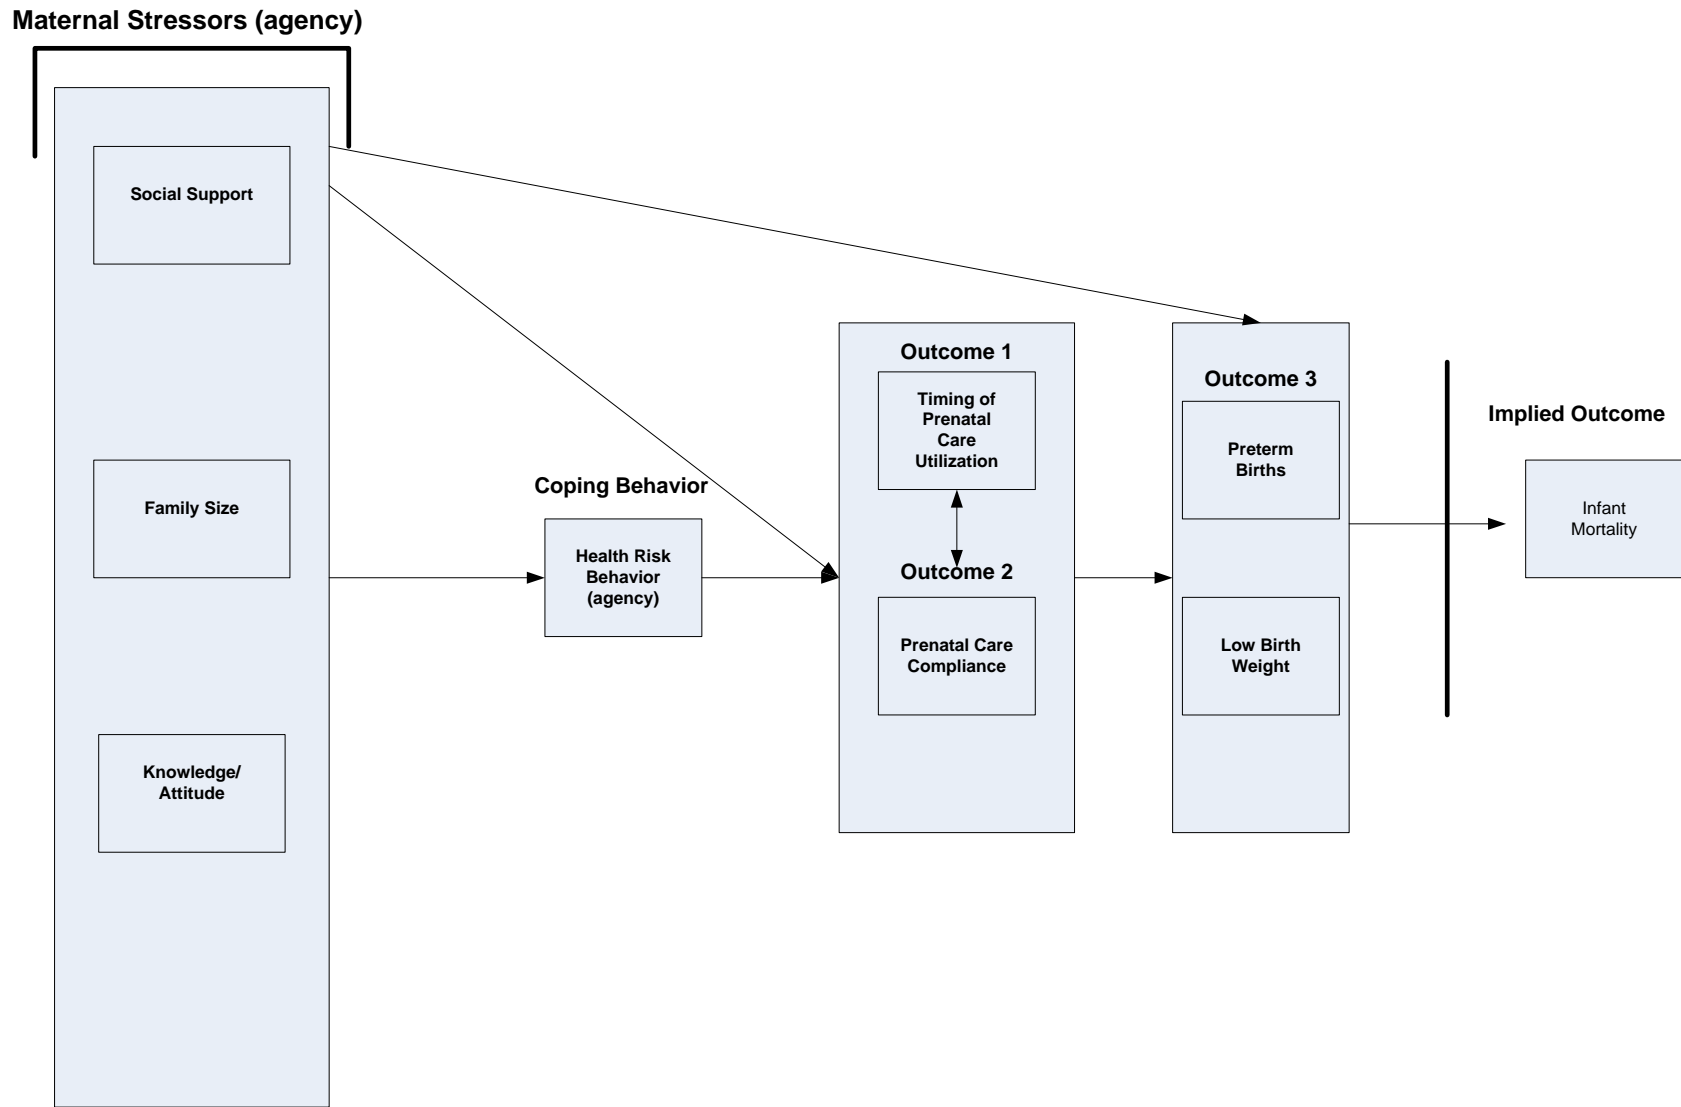 Maternal Stressors (agency)
Social Support
Family Size
Knowledge/
Attitude
Coping Behavior
Health Risk
Behavior
(agency)
Outcome 1
Timing of
Prenatal
Care
Utilization
Outcome 2
Prenatal Care
Compliance
Outcome 3
Preterm
Births
Low Birth
Weight
Implied Outcome
Infant
Mortality